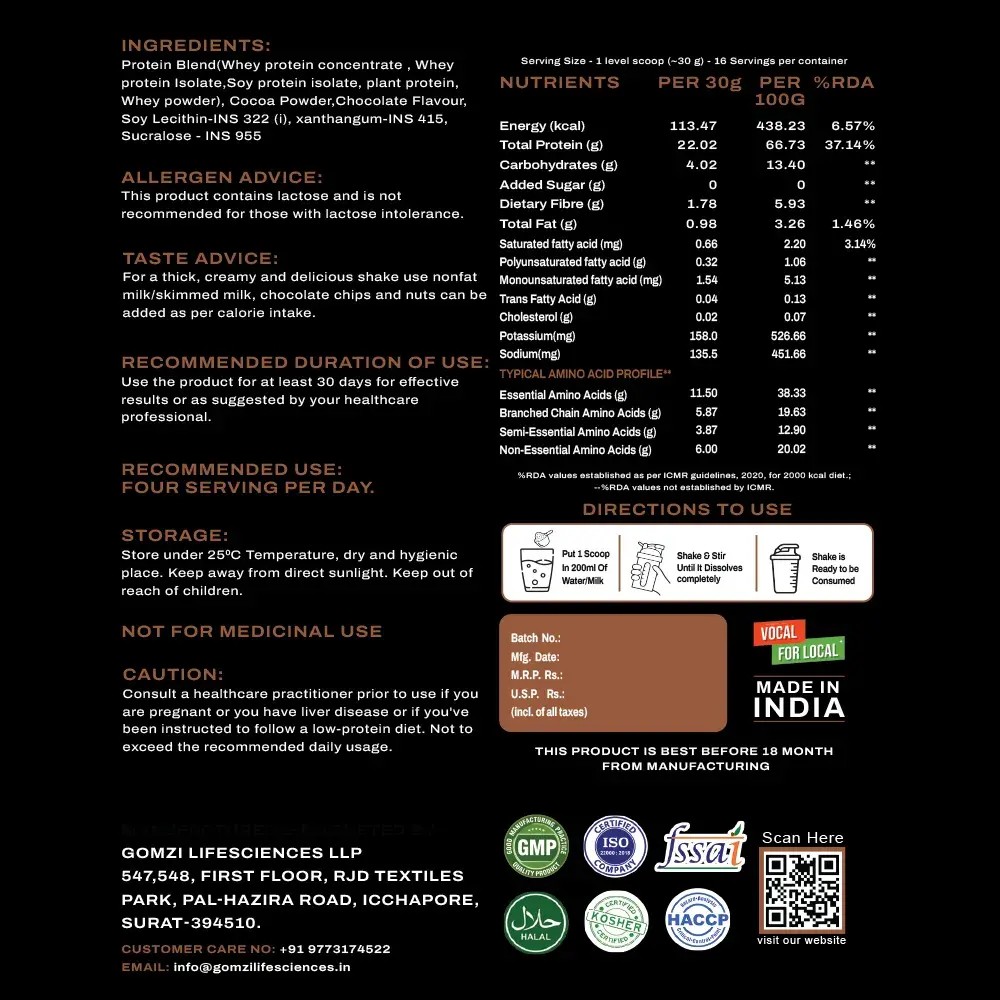 INGREDIENTS:
Protein Blend(Whey protein concentrate , Whey
protein Isolate,Soy protein isolate, plant protein,
Whey powder), Cocoa Powder,Chocolate Flavour,
Soy Lecithin-INS 322 (i), xanthangum-INS 415,
Sucralose - INS 955
ALLERGEN ADVICE:
This product contains lactose and is not
recommended for those with lactose intolerance.
TASTE ADVICE:
For a thick, creamy and delicious shake use nonfat
milk/skimmed milk, chocolate chips and nuts can be
added as per calorie intake.
RECOMMENDED DURATION OF USE:
Use the product for at least 30 days for effective
results or as suggested by your healthcare
professional.
RECOMMENDED USE:
FOUR SERVING PER DAY.
STORAGE:
Store under 25ºC Temperature, dry and hygienic
place. Keep away from direct sunlight. Keep out of
reach of children.
NOT FOR MEDICINAL USE
CAUTION:
Consult a healthcare practitioner prior to use if you
are pregnant or you have liver disease or if you've
been instructed to follow a low-protein diet. Not to
exceed the recommended daily usage.
GOMZI LIFESCIENCES LLP
547,548, FIRST FLOOR, RJD TEXTILES
PARK, PAL-HAZIRA ROAD, ICCHAPORE,
SURAT-394510.
CUSTOMER CARE NO: +91 9773174522
EMAIL: info@gomzilifesciences.in
Serving Size - 1 level scoop (~30 g) - 16 Servings per container
NUTRIENTS PER 30g PER 100G %RDA
Energy (kcal) 113.47 438.23 6.57%
Total Protein (g) 22.02 66.73 37.14%
Carbohydrates (g) 4.02 13.40 **
Added Sugar (g) 0 0 **
Dietary Fibre (g) 1.78 5.93 **
Total Fat (g) 0.98 3.26 1.46%
Saturated fatty acid (mg) 0.66 2.20 3.14%
Polyunsaturated fatty acid (g) 0.32 1.06 **
Monounsaturated fatty acid (mg) 1.54 5.13 **
Trans Fatty Acid (g) 0.04 0.13 **
Cholesterol (g) 0.02 0.07 **
Potassium(mg) 158.0 526.66 **
Sodium(mg) 135.5 451.66 **
TYPICAL AMINO ACID PROFILE**
Essential Amino Acids (g) 11.50 38.33 **
Branched Chain Amino Acids (g) 5.87 19.63 **
Semi-Essential Amino Acids (g) 3.87 12.90 **
Non-Essential Amino Acids (g) 6.00 20.02 **
%RDA values established as per ICMR guidelines, 2020, for 2000 kcal diet.;
--%RDA values not established by ICMR.
DIRECTIONS TO USE
Put 1 Scoop
In 200ml Of
Water/Milk
Shake & Stir
Until It Dissolves
completely
Shake is
Ready to be
Consumed
Batch No.:
Mfg. Date:
M.R.P. Rs.:
U.S.P. Rs.:
(incl. of all taxes)
VOCAL
FOR LOCAL
MADE IN
INDIA
THIS PRODUCT IS BEST BEFORE 18 MONTH
FROM MANUFACTURING
GOOD MANUFACTURING PRACTICE
GMP
QUALITY PRODUCT
CERTIFIED
ISO
22000 : 2018
COMPANY
fssai
Scan Here
حلال
HALAL
CERTIFIED
KOSHER
CERTIFIED
HACCP
visit our website